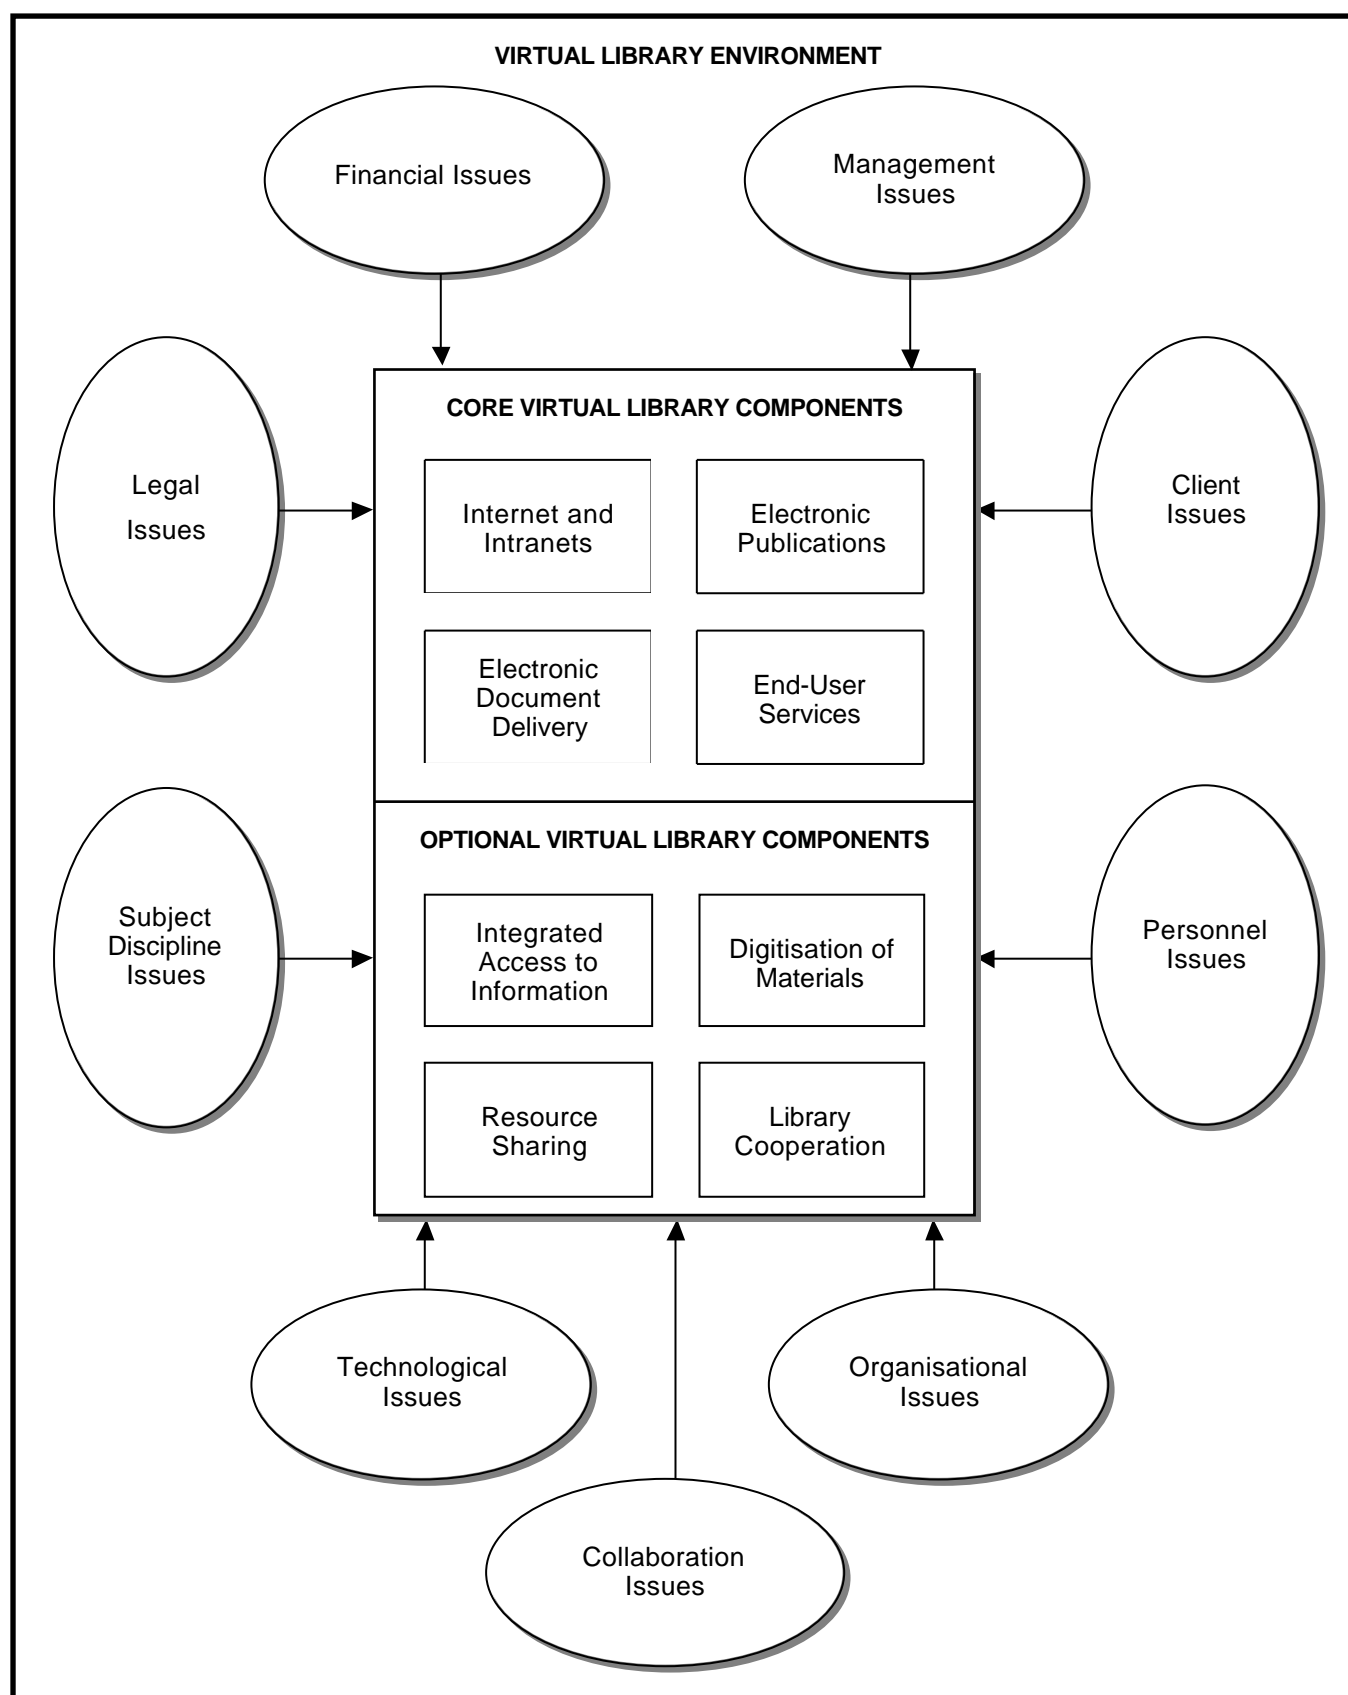 VIRTUAL LIBRARY ENVIRONMENT
Financial Issues
Management
Issues
Legal
Issues
CORE VIRTUAL LIBRARY COMPONENTS
Internet and
Intranets
Electronic
Publications
Client
Issues
Electronic
Document
Delivery
End-User
Services
OPTIONAL VIRTUAL LIBRARY COMPONENTS
Subject
Discipline
Issues
Integrated
Access to
Information
Digitisation of
Materials
Personnel
Issues
Resource
Sharing
Library
Cooperation
Technological
Issues
Organisational
Issues
Collaboration
Issues